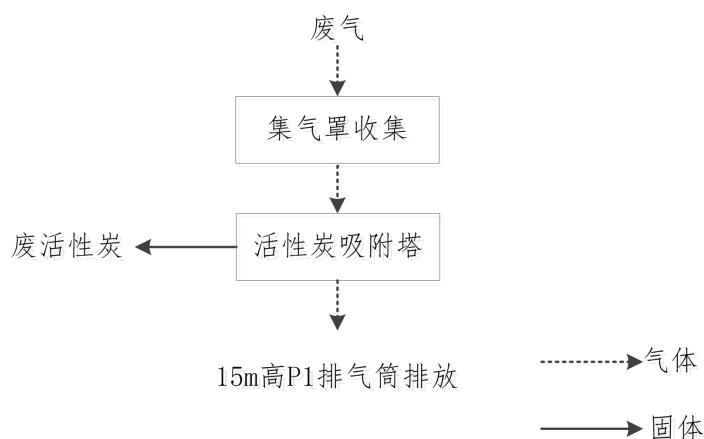 废气
集气罩收集
废活性炭
活性炭吸附塔
15m高P1排气筒排放
气体
固体